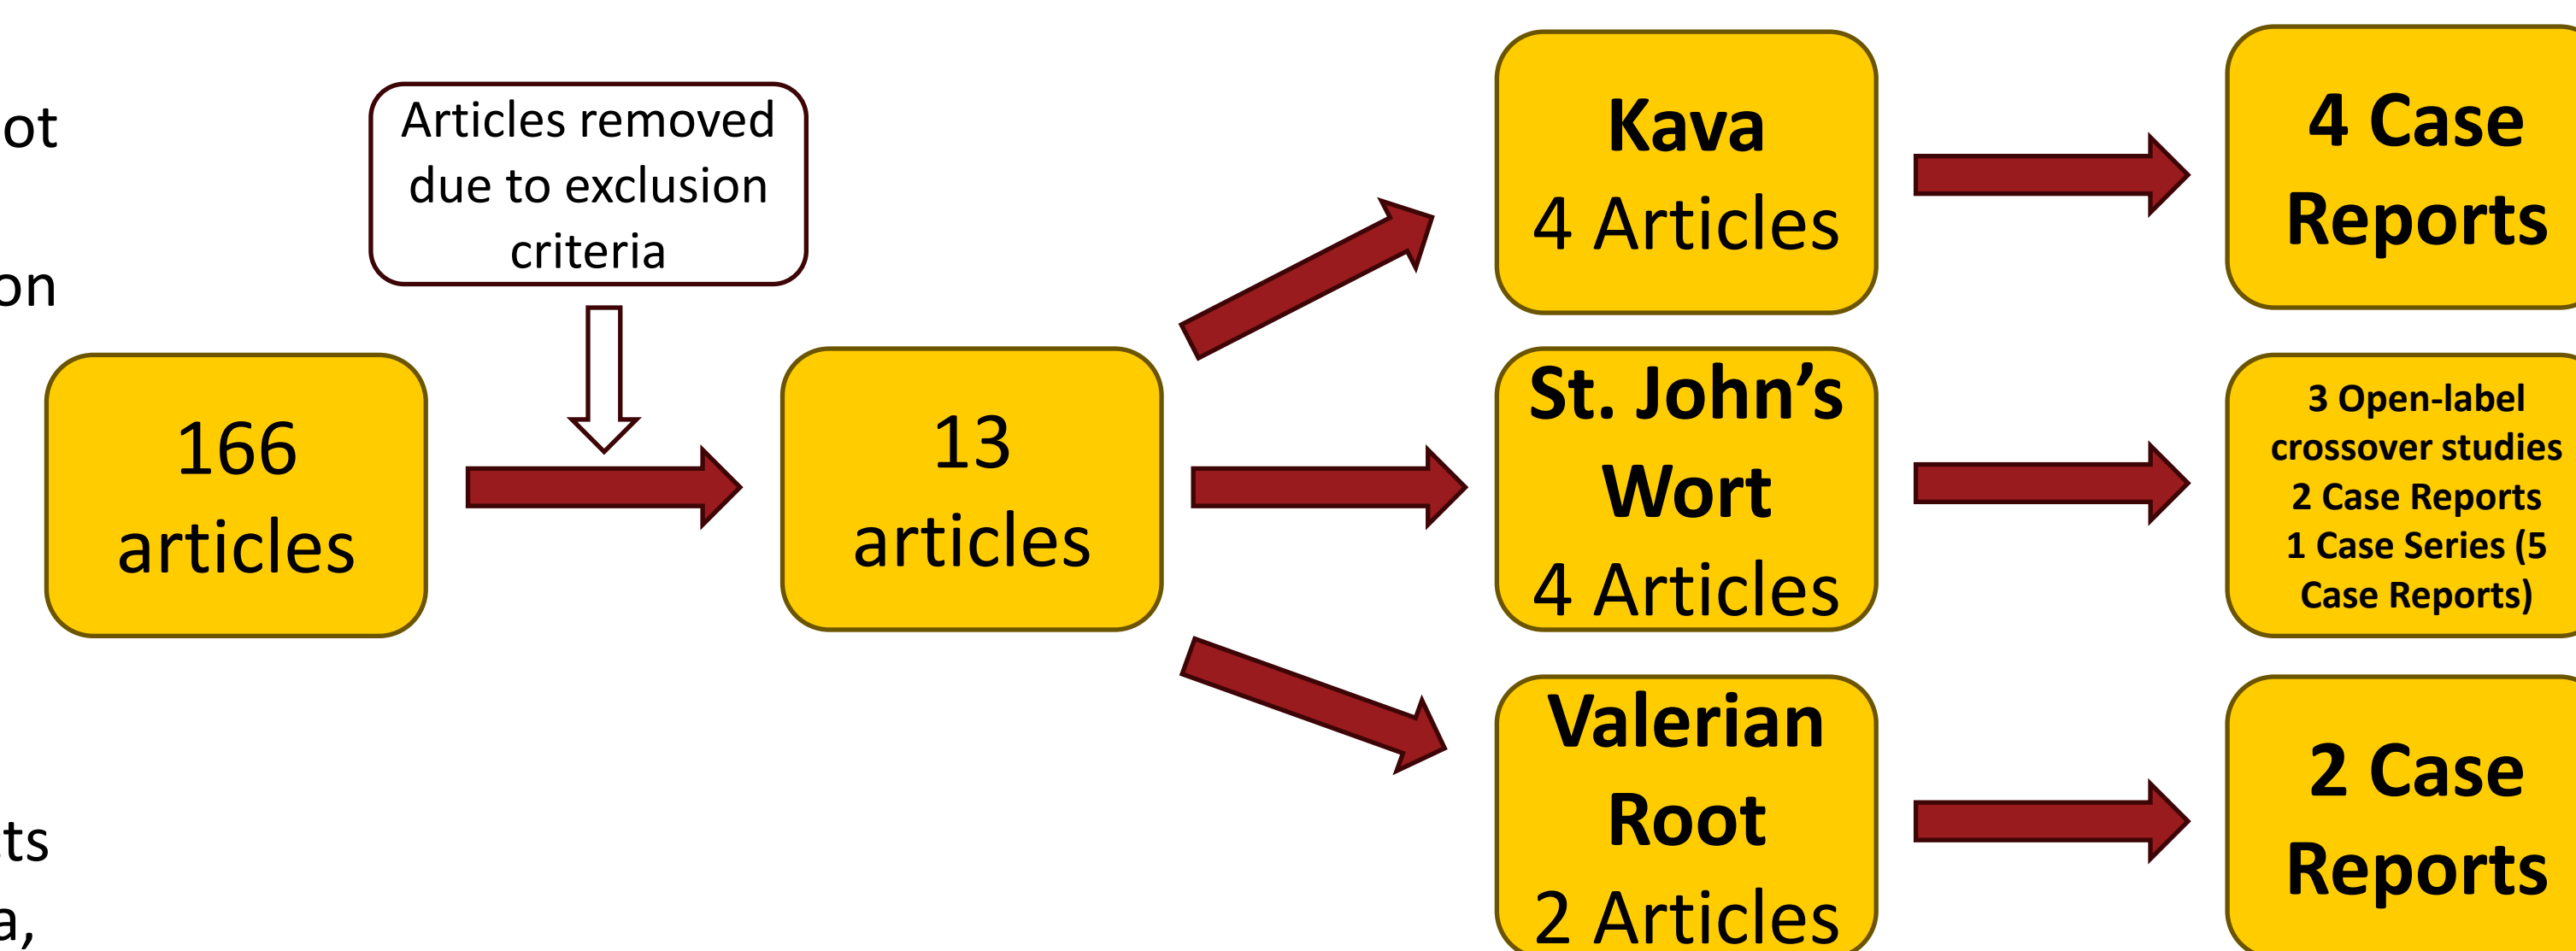 ot
on
cts
a,
Articles removed
due to exclusion
criteria
166
articles
13
articles
Kava
4 Articles
St. John’s
Wort
4 Articles
Valerian
Root
2 Articles
4 Case
Reports
3 Open-label
crossover studies
2 Case Reports
1 Case Series (5
Case Reports)
2 Case
Reports